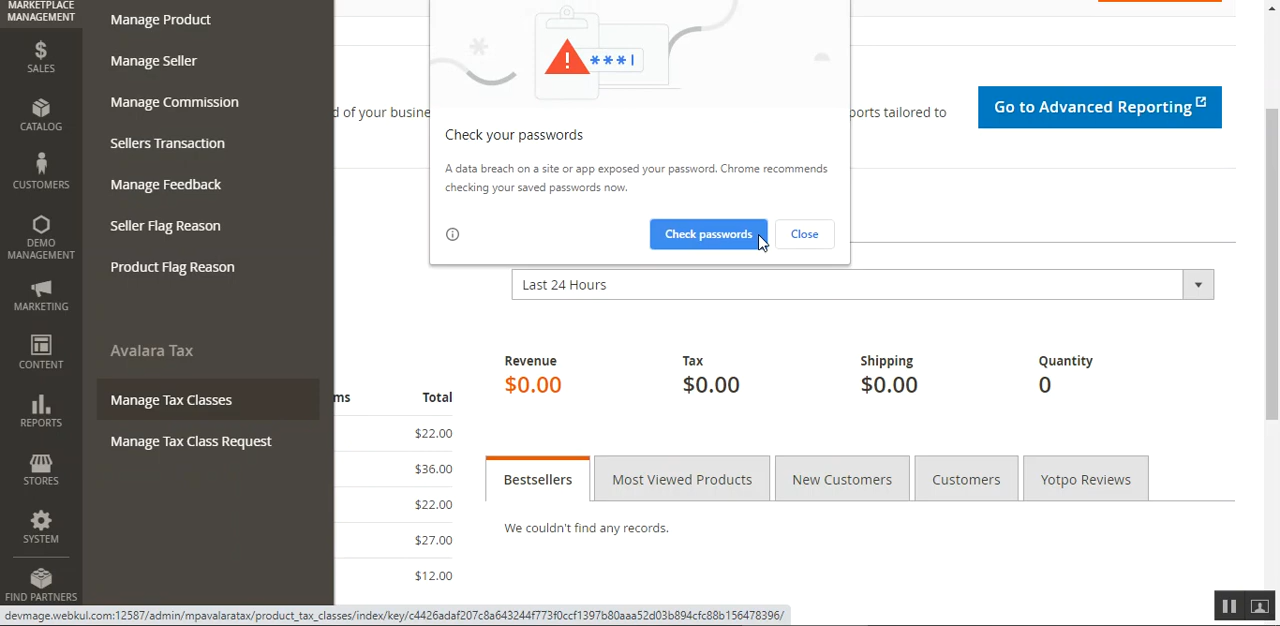 MARKETPLACE
MANAGEMENT
SALES
CATALOG
CUSTOMERS
DEMO
MANAGEMENT
MARKETING
CONTENT
REPORTS
STORES
SYSTEM
FIND PARTNERS
Manage Product
Manage Seller
Manage Commission
Sellers Transaction
Manage Feedback
Seller Flag Reason
Product Flag Reason
Avalara Tax
Manage Tax Classes
Manage Tax Class Request
***|
Check your passwords
A data breach on a site or app exposed your password. Chrome recommends
checking your saved passwords now.
Check passwords
Close
d of your busine
ports tailored to
Go to Advanced Reporting
Last 24 Hours
Revenue
$0.00
Tax
$0.00
Shipping
$0.00
Quantity
0
ms Total
$22.00
$36.00
$22.00
$27.00
$12.00
Bestsellers
Most Viewed Products
New Customers
Customers
Yotpo Reviews
We couldn't find any records.
devmage.webkul.com:12587/admin/mpavalaratax/product_tax_classes/index/key/c4426adaf207c8a643244f773f0ccf1397b80aaa52d03b894cfc88b156478396/